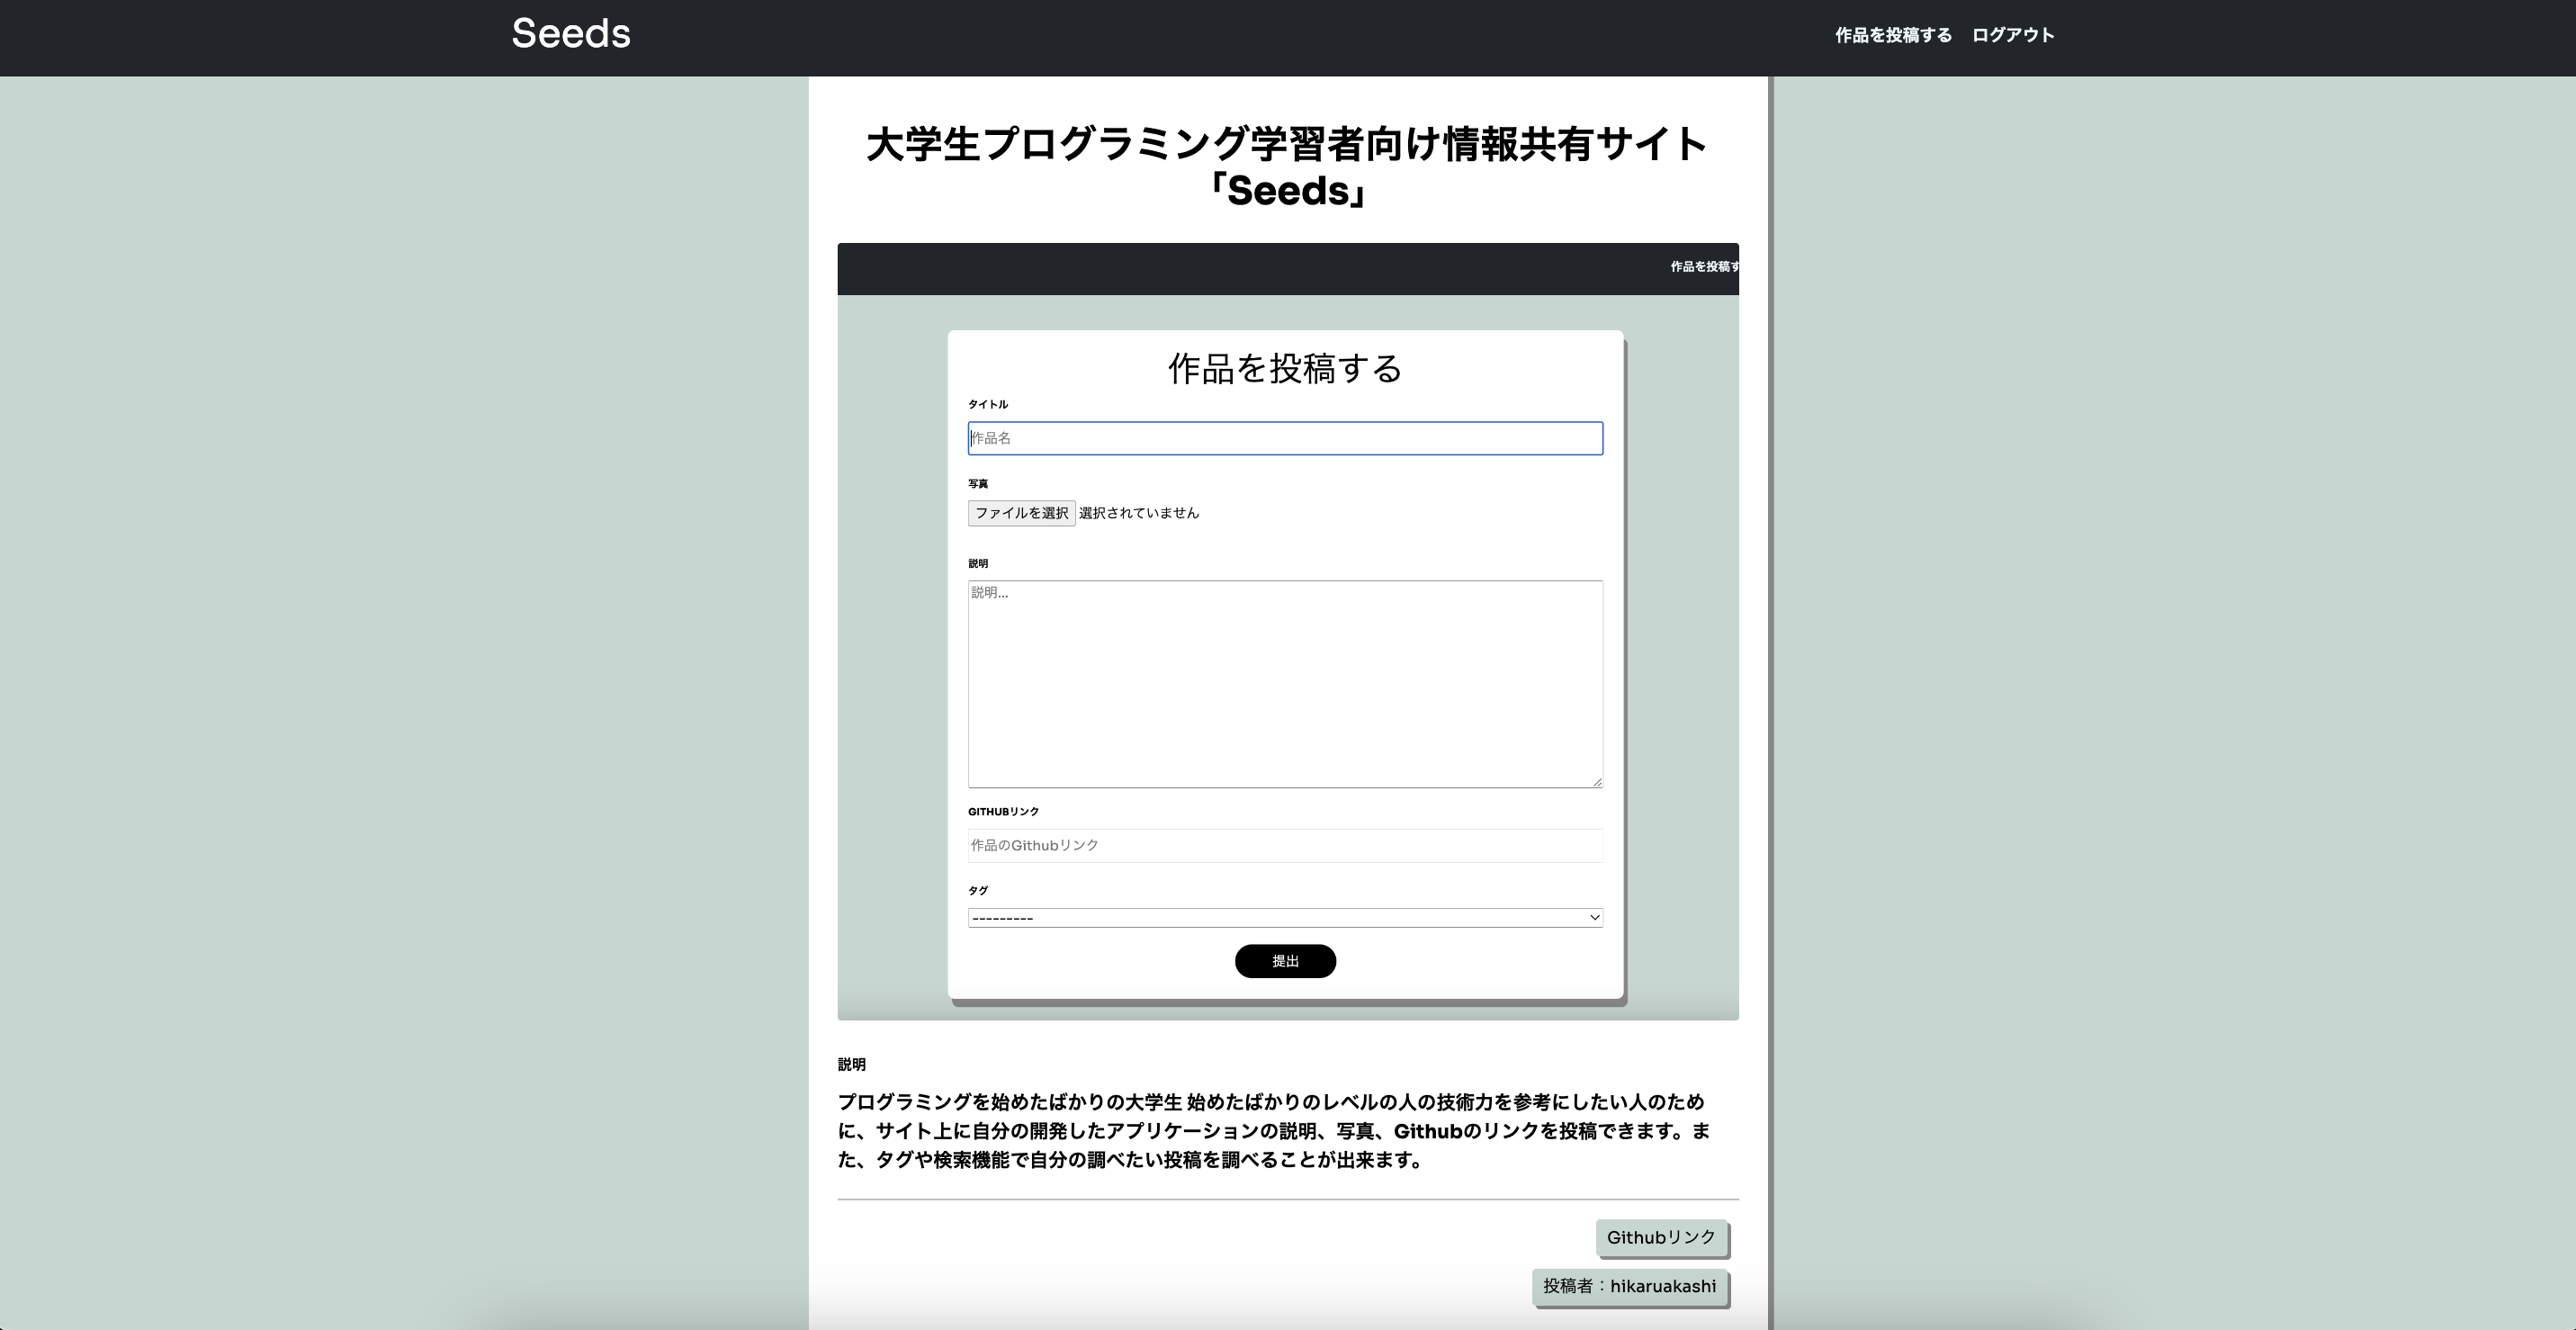 Seeds
作品を投稿する ログアウト
大学生プログラミング学習者向け情報共有サイト
「Seeds」
作品を投稿す
作品を投稿する
タイトル
作品名
写真
ファイルを選択 選択されていません
説明
説明...
GITHUBリンク
作品のGithubリンク
タグ
---------
提出
説明
プログラミングを始めたばかりの大学生 始めたばかりのレベルの人の技術力を参考にしたい人のため
に、サイト上に自分の開発したアプリケーションの説明、写真、Githubのリンクを投稿できます。ま
た、タグや検索機能で自分の調べたい投稿を調べることが出来ます。
Githubリンク
投稿者：hikaruakashi